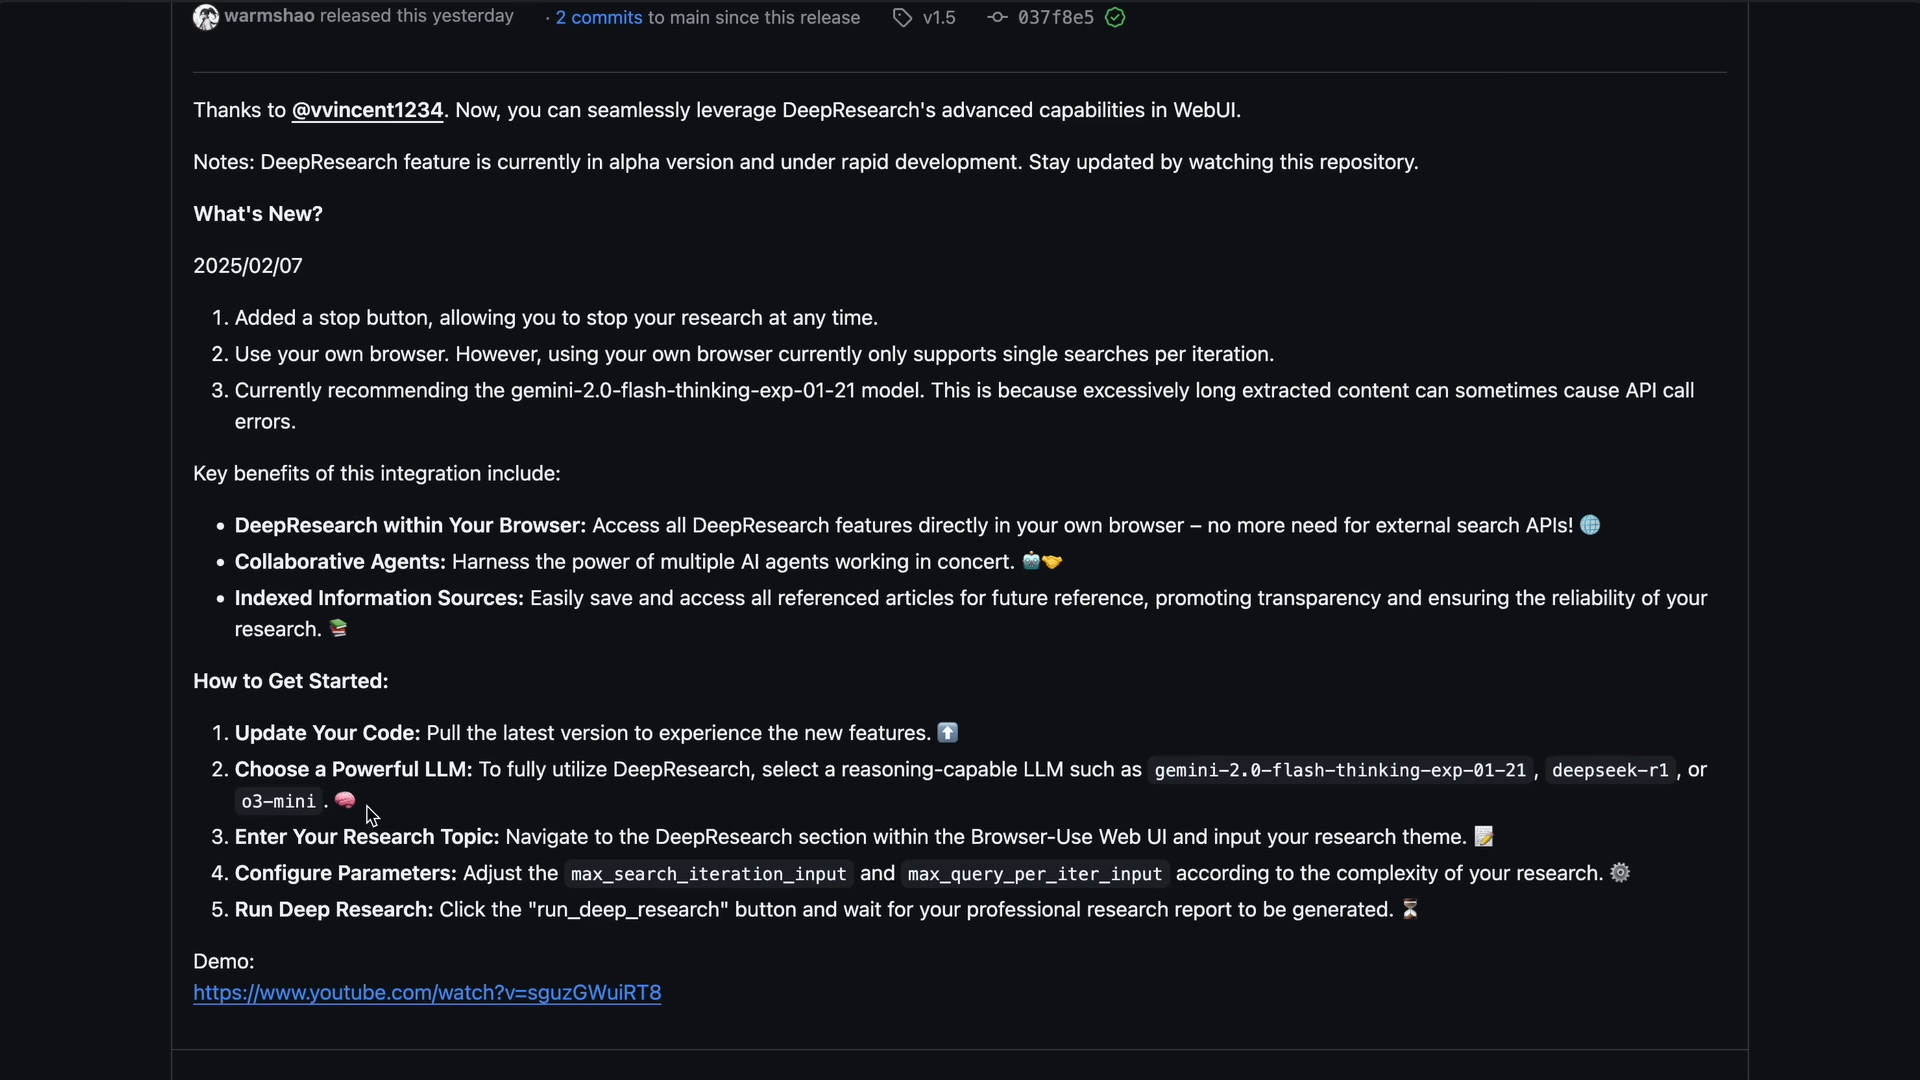 warmshao released this yesterday · 2 commits to main since this release v1.5 037f8e5
Thanks to @vvincent1234. Now, you can seamlessly leverage DeepResearch's advanced capabilities in WebUI.
Notes: DeepResearch feature is currently in alpha version and under rapid development. Stay updated by watching this repository.
What's New?
2025/02/07
1. Added a stop button, allowing you to stop your research at any time.
2. Use your own browser. However, using your own browser currently only supports single searches per iteration.
3. Currently recommending the gemini-2.0-flash-thinking-exp-01-21 model. This is because excessively long extracted content can sometimes cause API call
errors.
Key benefits of this integration include:
• DeepResearch within Your Browser: Access all DeepResearch features directly in your own browser – no more need for external search APIs! 🌐
• Collaborative Agents: Harness the power of multiple AI agents working in concert. 🤖🤝
• Indexed Information Sources: Easily save and access all referenced articles for future reference, promoting transparency and ensuring the reliability of your
research. 📚
How to Get Started:
1. Update Your Code: Pull the latest version to experience the new features. ⬆️
2. Choose a Powerful LLM: To fully utilize DeepResearch, select a reasoning-capable LLM such as gemini-2.0-flash-thinking-exp-01-21 , deepseek-r1 , or
o3-mini . 🧠
3. Enter Your Research Topic: Navigate to the DeepResearch section within the Browser-Use Web UI and input your research theme. 📝
4. Configure Parameters: Adjust the max_search_iteration_input and max_query_per_iter_input according to the complexity of your research. ⚙️
5. Run Deep Research: Click the "run_deep_research" button and wait for your professional research report to be generated. ⏳
Demo:
https://www.youtube.com/watch?v=sguzGWuiRT8